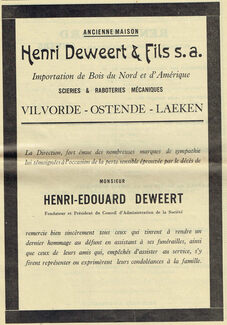 ANCIENNE MAISON
Henri Deweert & Fils s.a.
Importation de Bois du Nord et d'Amérique
SCIERIES & RABOTERIES MÉCANIQUES
VILVORDE - OSTENDE - LAEKEN
La Direction, fort émue des nombreuses marques de sympathie
lui témoignées à l'occasion de la perte sensible éprouvée par le décès de
MONSIEUR
HENRI-EDOUARD DEWEERT
Fondateur et Président du Conseil d'Administration de la Société
remercie bien sincèrement tous ceux qui tinrent à rendre un
dernier hommage au défunt en assistant à ses funérailles, ainsi
que ceux de leurs amis qui, empêchés d'assister au service, s'y
firent représenter ou exprimèrent leurs condoléances à la famille.